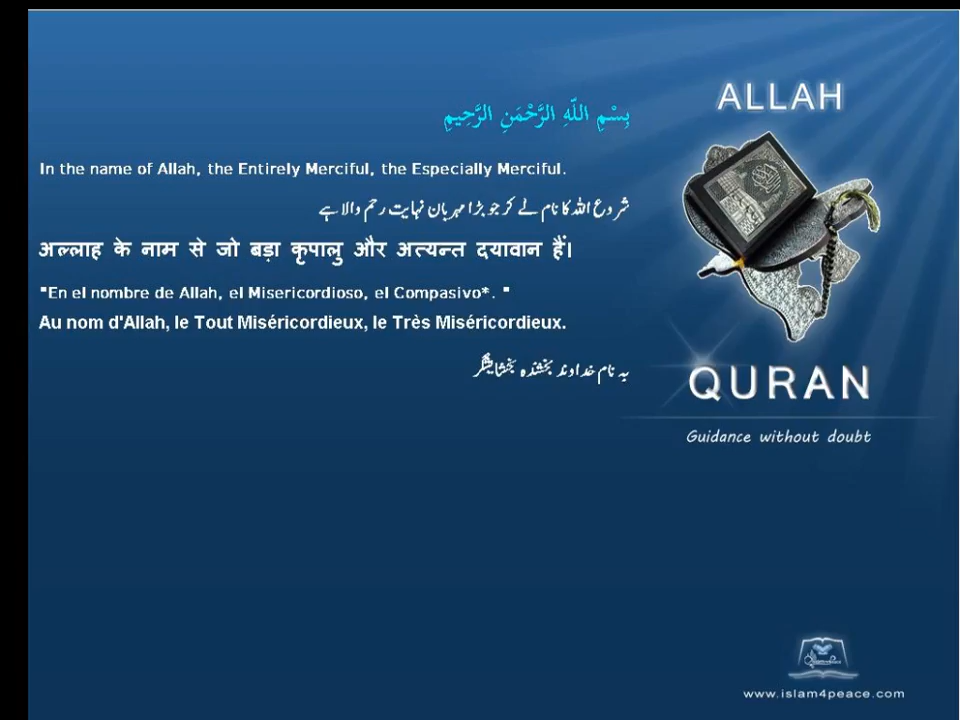 بِسْمِ اللَّهِ الرَّحْمَنِ الرَّحِيمِ
In the name of Allah, the Entirely Merciful, the Especially Merciful.
شروع الله کا نام لے کر جو بڑا مہربان نہایت رحم والا ہے
अल्लाह के नाम से जो बड़ा कृपालु और अत्यन्त दयावान हैं।
"En el nombre de Allah, el Misericordioso, el Compasivo*. "
Au nom d'Allah, le Tout Miséricordieux, le Très Miséricordieux.
به نام خداوند بخشنده بخشایشگر
ALLAH
QURAN
Guidance without doubt
www.islam4peace.com